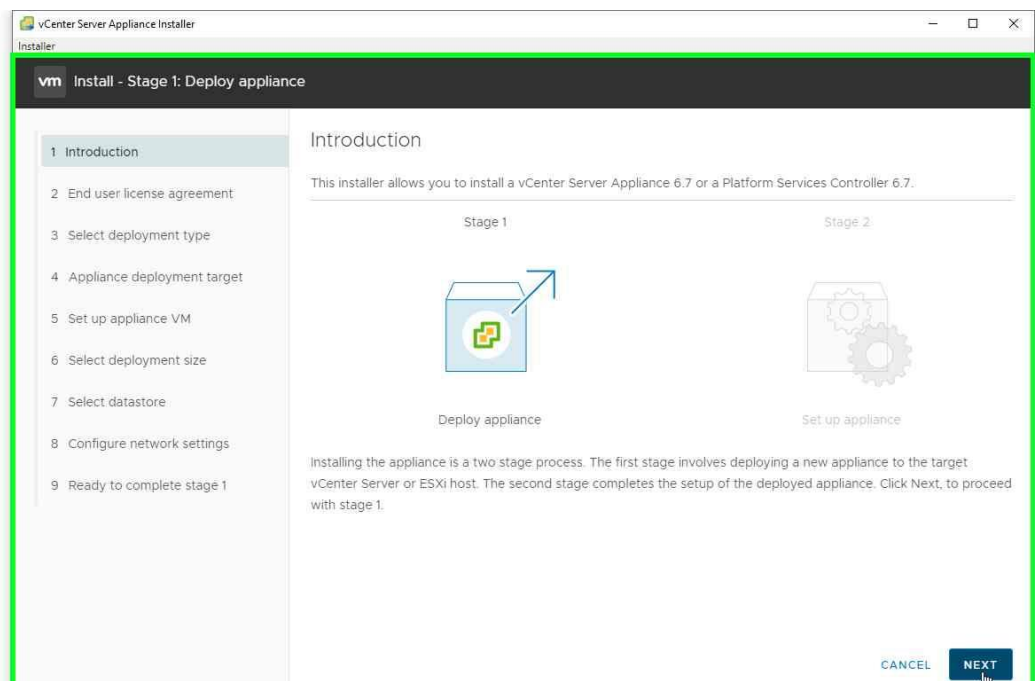 vCenter Server Appliance Installer
Installer
vm Install - Stage 1: Deploy appliance
1 Introduction
2 End user license agreement
3 Select deployment type
4 Appliance deployment target
5 Set up appliance VM
6 Select deployment size
7 Select datastore
8 Configure network settings
9 Ready to complete stage 1
Introduction
This installer allows you to install a vCenter Server Appliance 6.7 or a Platform Services Controller 6.7.
Stage 1
Stage 2
Deploy appliance
Set up appliance
Installing the appliance is a two stage process. The first stage involves deploying a new appliance to the target
vCenter Server or ESXi host. The second stage completes the setup of the deployed appliance. Click Next, to proceed
with stage 1.
CANCEL
NEXT